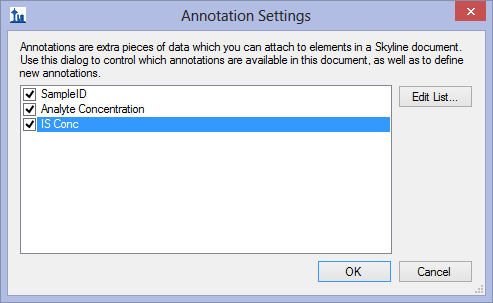 Annotation Settings
Annotations are extra pieces of data which you can attach to elements in a Skyline document.
Use this dialog to control which annotations are available in this document, as well as to define
new annotations.
SampleID
Edit List...
Analyte Concentration
IS Conc
OK
Cancel